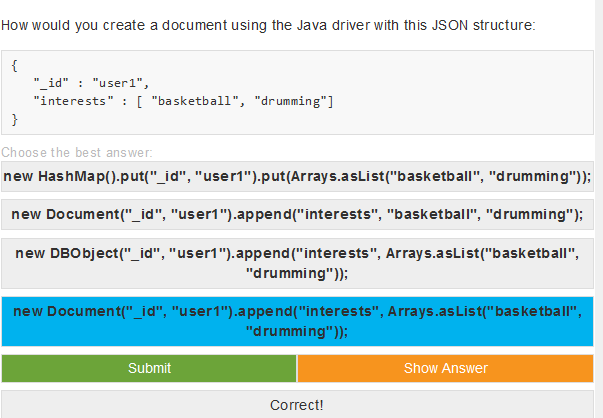 How would you create a document using the Java driver with this JSON structure:
{
"_id" : "user1",
"interests" : [ "basketball", "drumming"]
}
Choose the best answer:
new HashMap().put("_id", "user1").put(Arrays.asList("basketball", "drumming"));
new Document("_id", "user1").append("interests", "basketball", "drumming");
new DBObject("_id", "user1").append("interests", Arrays.asList("basketball",
"drumming"));
new Document("_id", "user1").append("interests", Arrays.asList("basketball",
"drumming"));
Submit Show Answer
Correct!